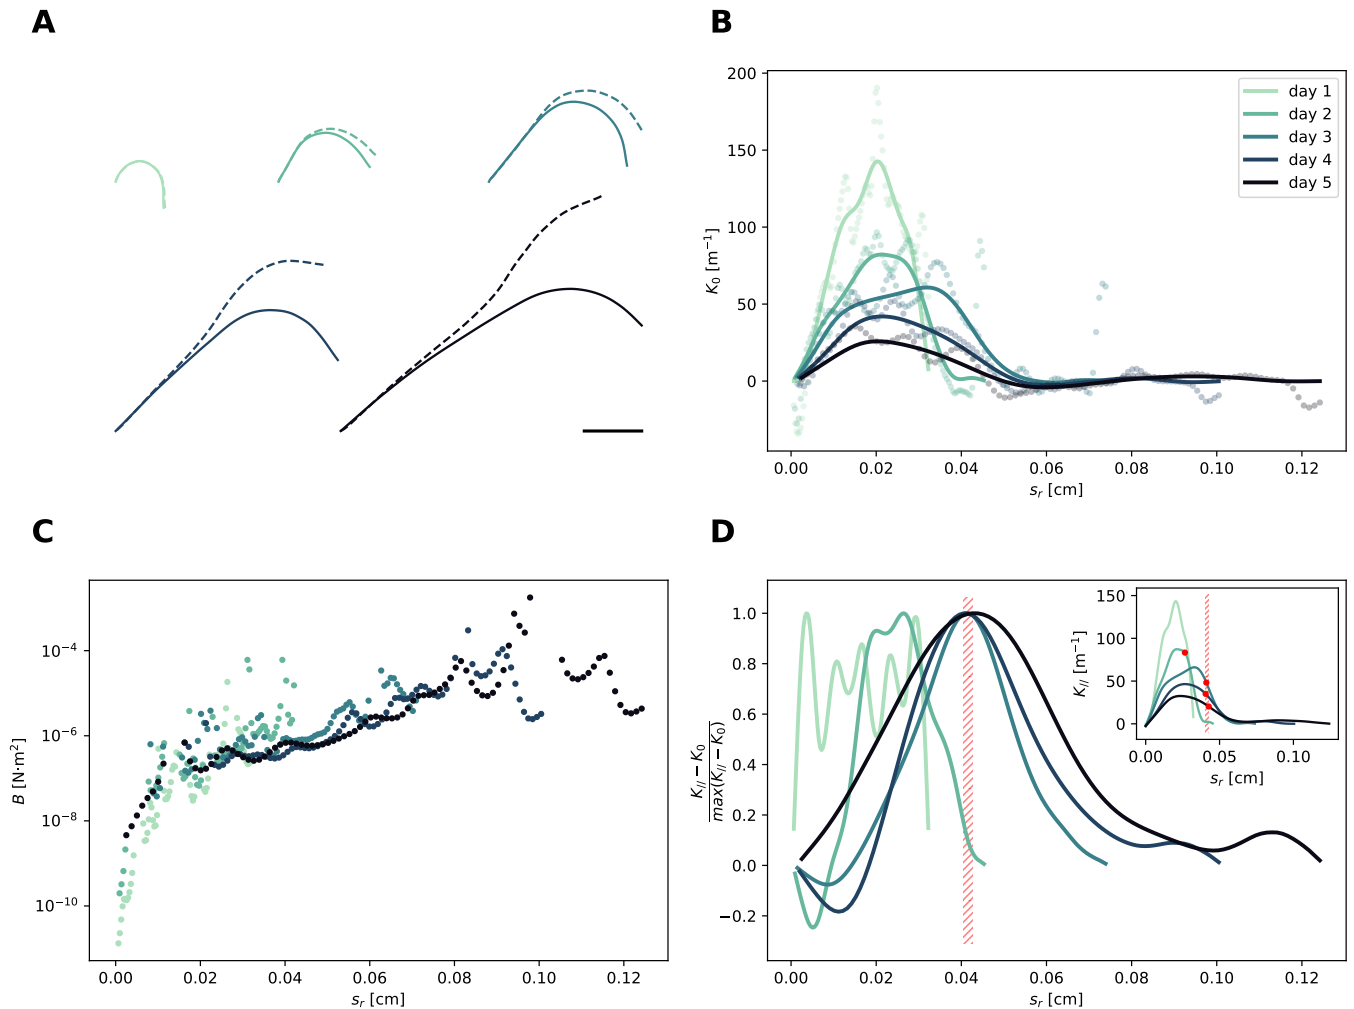 A
B
200
150
100
50
0
K₀ [m⁻¹]
day 1
day 2
day 3
day 4
day 5
0.00 0.02 0.04 0.06 0.08 0.10 0.12
sᵣ [cm]
C
10⁻⁴
10⁻⁶
10⁻⁸
10⁻¹⁰
B [N·m²]
0.00 0.02 0.04 0.06 0.08 0.10 0.12
sᵣ [cm]
D
1.0
0.8
0.6
0.4
0.2
0.0
−0.2
K// − K₀
max(K// − K₀)
0.00 0.02 0.04 0.06 0.08 0.10 0.12
sᵣ [cm]
150
100
50
0
K// [m⁻¹]
0.00 0.05 0.10
sᵣ [cm]